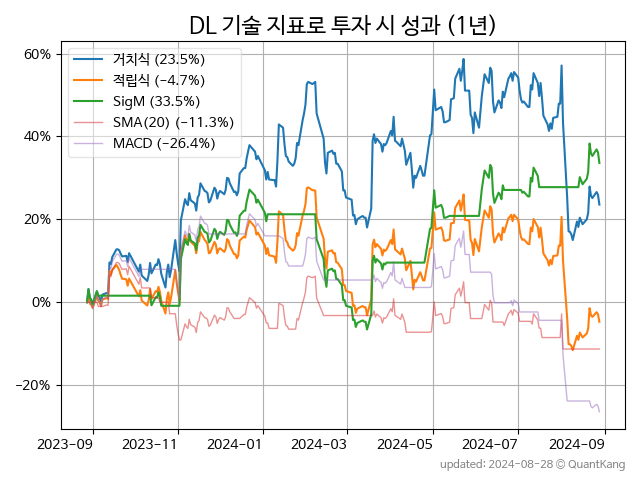 DL 기술 지표로 투자 시 성과 (1년)
거치식 (23.5%)
적립식 (−4.7%)
SigM (33.5%)
SMA(20) (−11.3%)
MACD (−26.4%)
60%
40%
20%
0%
−20%
2023-09 2023-11 2024-01 2024-03 2024-05 2024-07 2024-09
updated: 2024-08-28 © QuantKang